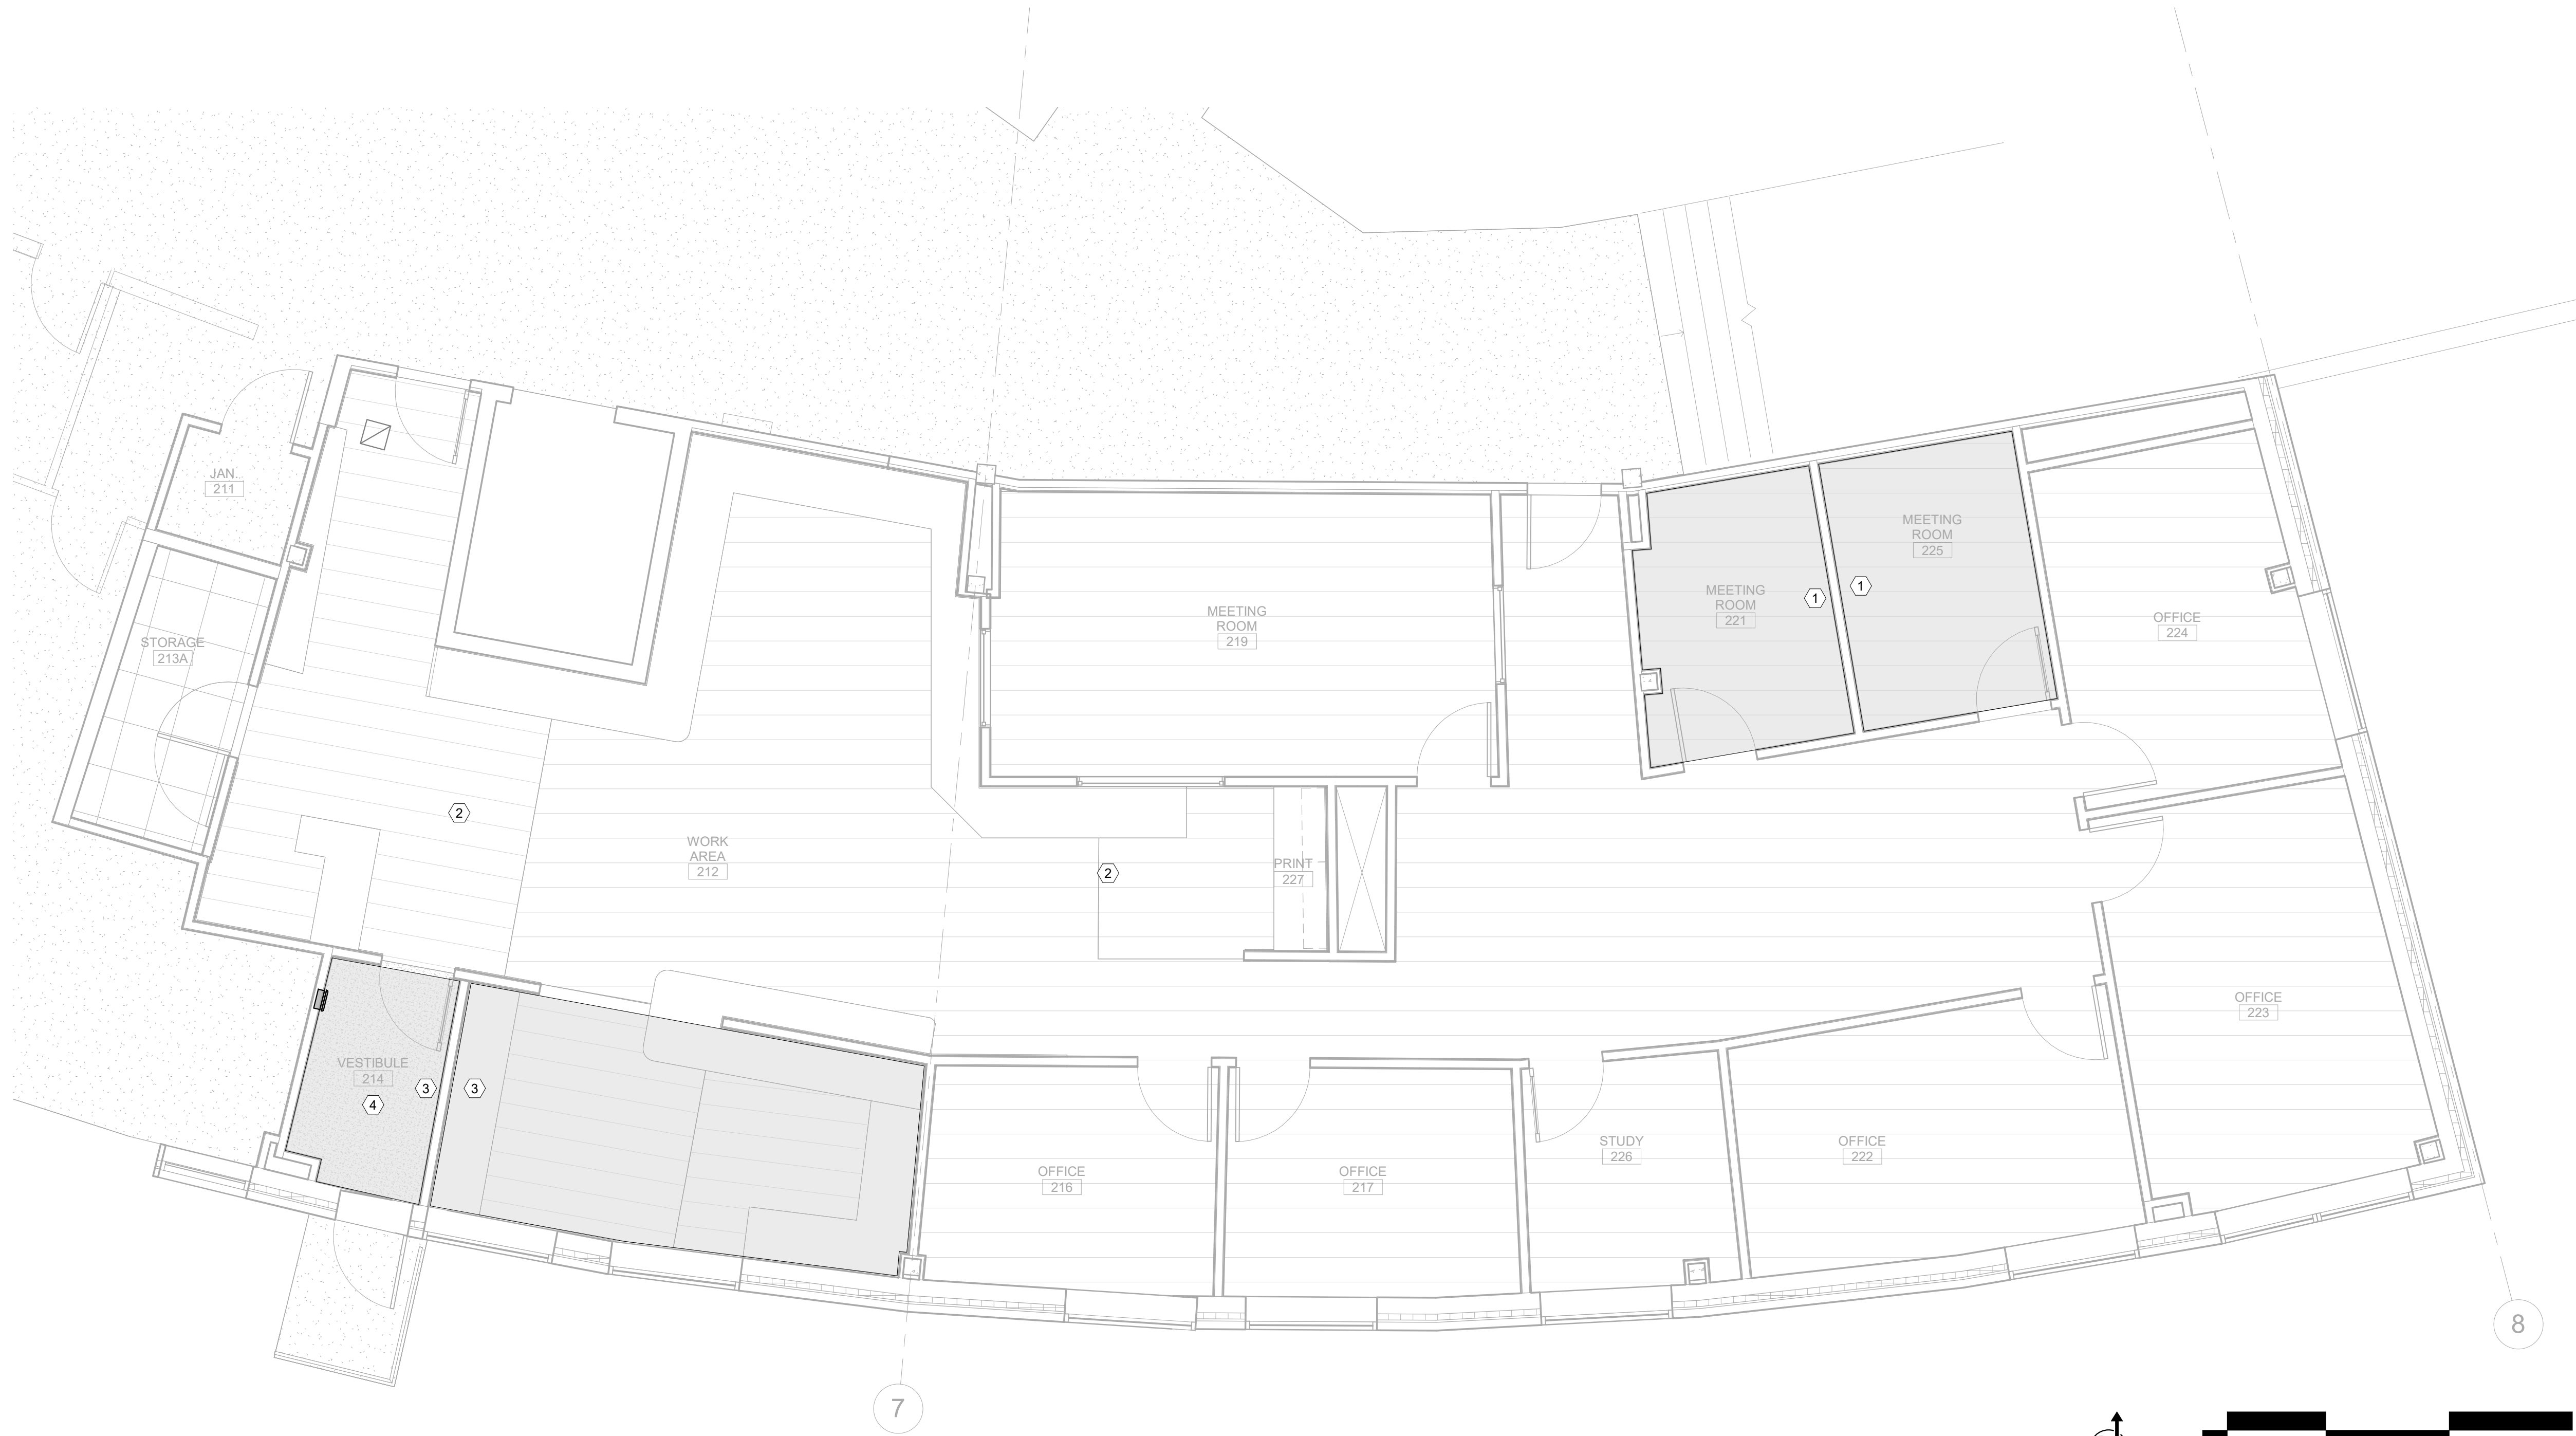 JAN.
211
STORAGE
213A
MEETING
ROOM
219
MEETING
ROOM
221
1
1
MEETING
ROOM
225
OFFICE
224
2
WORK
AREA
212
2
PRINT
227
OFFICE
223
VESTIBULE
214
3
3
4
OFFICE
216
OFFICE
217
STUDY
226
OFFICE
222
7
8